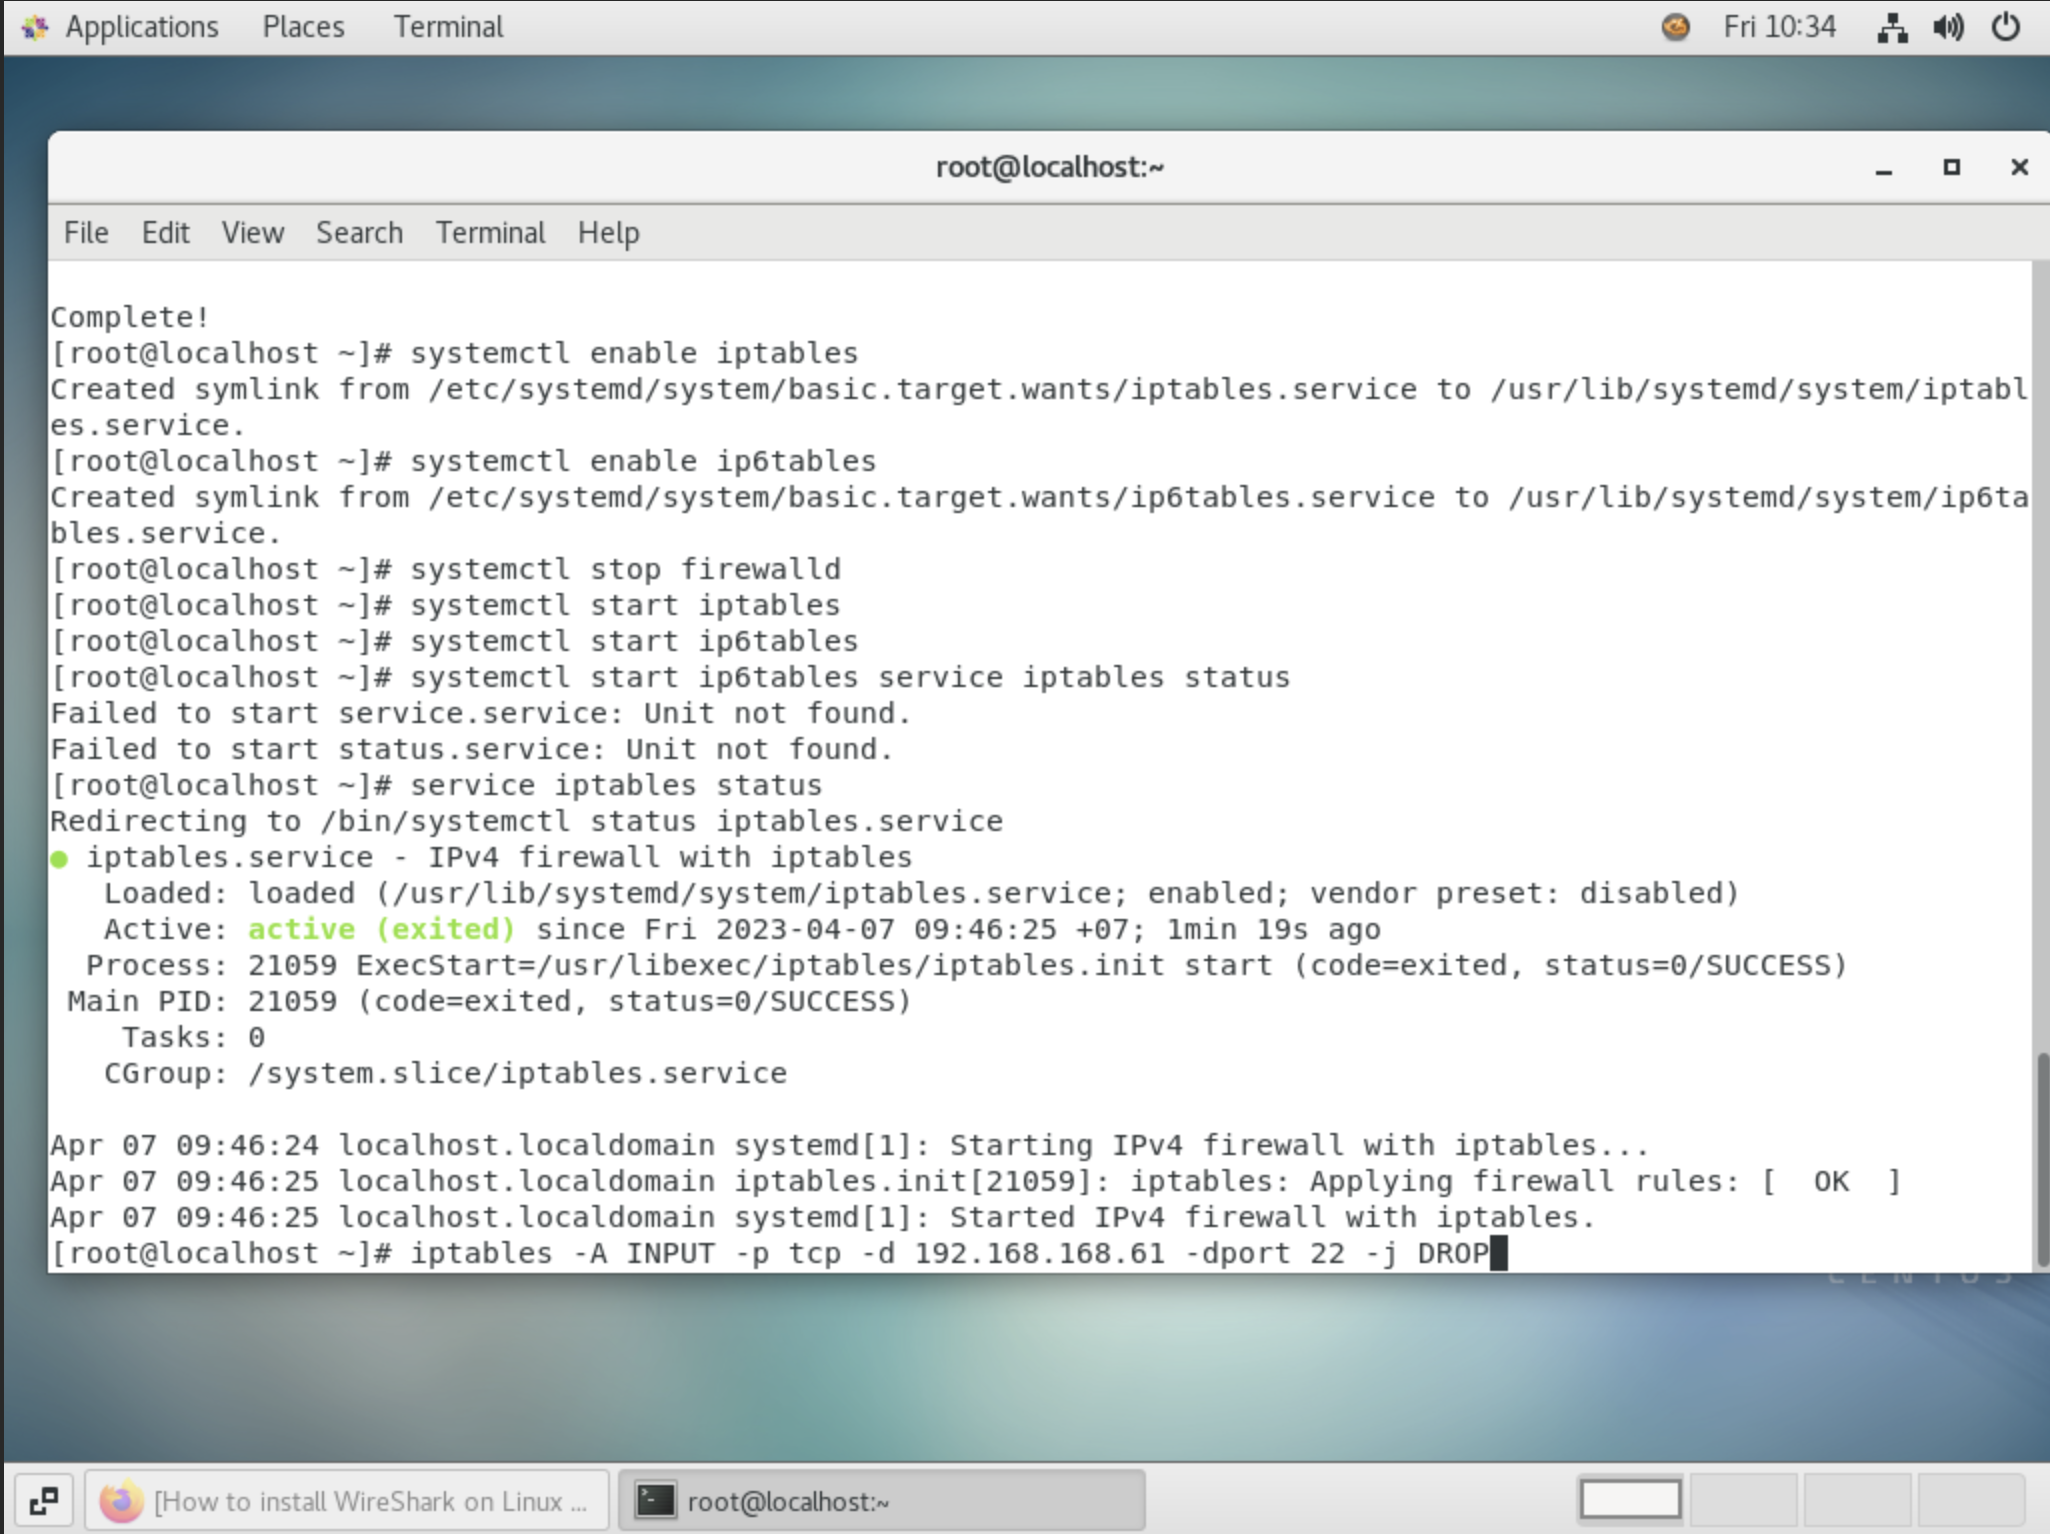 Applications Places Terminal Fri 10:34
root@localhost:~
File Edit View Search Terminal Help
Complete!
[root@localhost ~]# systemctl enable iptables
Created symlink from /etc/systemd/system/basic.target.wants/iptables.service to /usr/lib/systemd/system/iptabl
es.service.
[root@localhost ~]# systemctl enable ip6tables
Created symlink from /etc/systemd/system/basic.target.wants/ip6tables.service to /usr/lib/systemd/system/ip6ta
bles.service.
[root@localhost ~]# systemctl stop firewalld
[root@localhost ~]# systemctl start iptables
[root@localhost ~]# systemctl start ip6tables
[root@localhost ~]# systemctl start ip6tables service iptables status
Failed to start service.service: Unit not found.
Failed to start status.service: Unit not found.
[root@localhost ~]# service iptables status
Redirecting to /bin/systemctl status iptables.service
● iptables.service - IPv4 firewall with iptables
   Loaded: loaded (/usr/lib/systemd/system/iptables.service; enabled; vendor preset: disabled)
   Active: active (exited) since Fri 2023-04-07 09:46:25 +07; 1min 19s ago
  Process: 21059 ExecStart=/usr/libexec/iptables/iptables.init start (code=exited, status=0/SUCCESS)
 Main PID: 21059 (code=exited, status=0/SUCCESS)
    Tasks: 0
   CGroup: /system.slice/iptables.service
Apr 07 09:46:24 localhost.localdomain systemd[1]: Starting IPv4 firewall with iptables...
Apr 07 09:46:25 localhost.localdomain iptables.init[21059]: iptables: Applying firewall rules: [  OK  ]
Apr 07 09:46:25 localhost.localdomain systemd[1]: Started IPv4 firewall with iptables.
[root@localhost ~]# iptables -A INPUT -p tcp -d 192.168.168.61 -dport 22 -j DROP
CENTOS
[How to install WireShark on Linux ... root@localhost:~